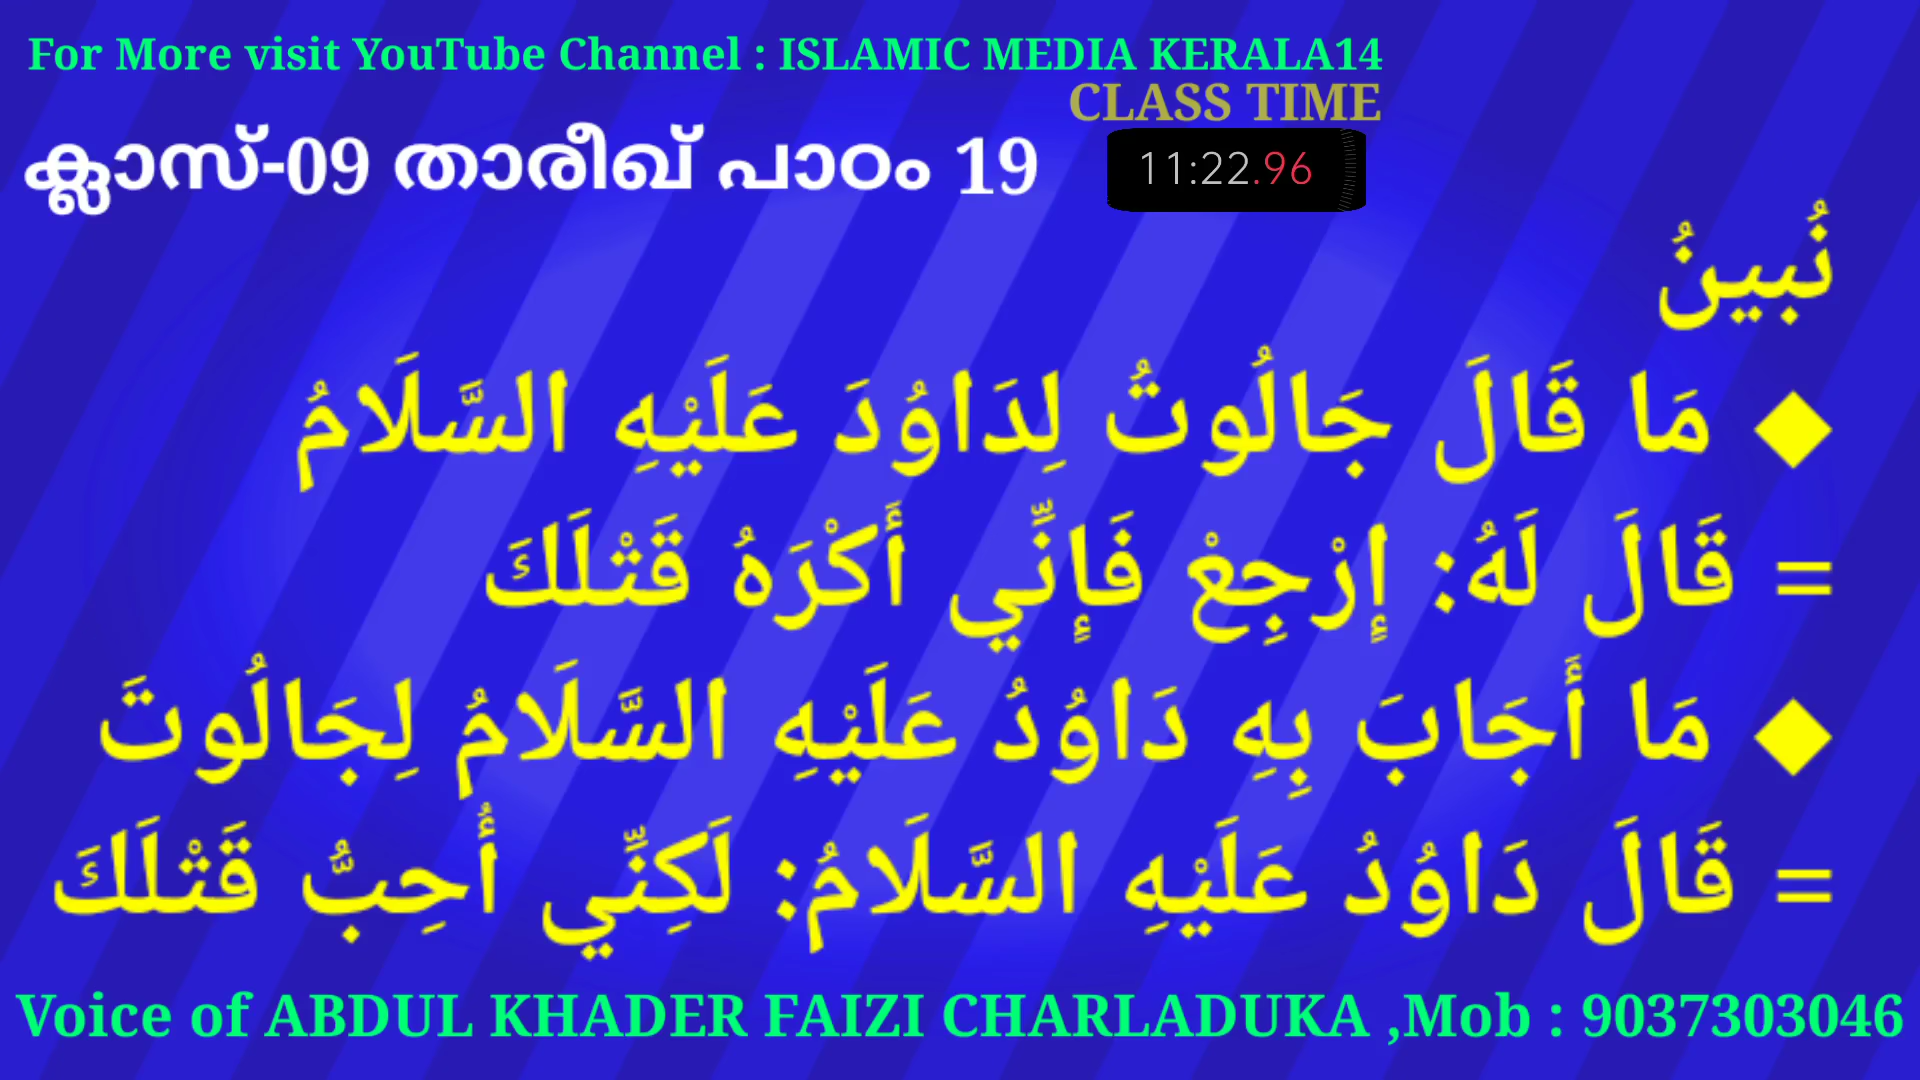 For More visit YouTube Channel : ISLAMIC MEDIA KERALA14
CLASS TIME
ക്ലാസ്-09 താരീഖ് പാഠം 19
11:22.96
نُبينُ
◆ مَا قَالَ جَالُوتُ لِدَاوُدَ عَلَيْهِ السَّلَامُ
= قَالَ لَهُ: إِرْجِعْ فَإِنِّي أَكْرَهُ قَتْلَكَ
◆ مَا أَجَابَ بِهِ دَاوُدُ عَلَيْهِ السَّلَامُ لِجَالُوتَ
= قَالَ دَاوُدُ عَلَيْهِ السَّلَامُ: لَكِنِّي أُحِبُّ قَتْلَكَ
Voice of ABDUL KHADER FAIZI CHARLADUKA ,Mob : 9037303046